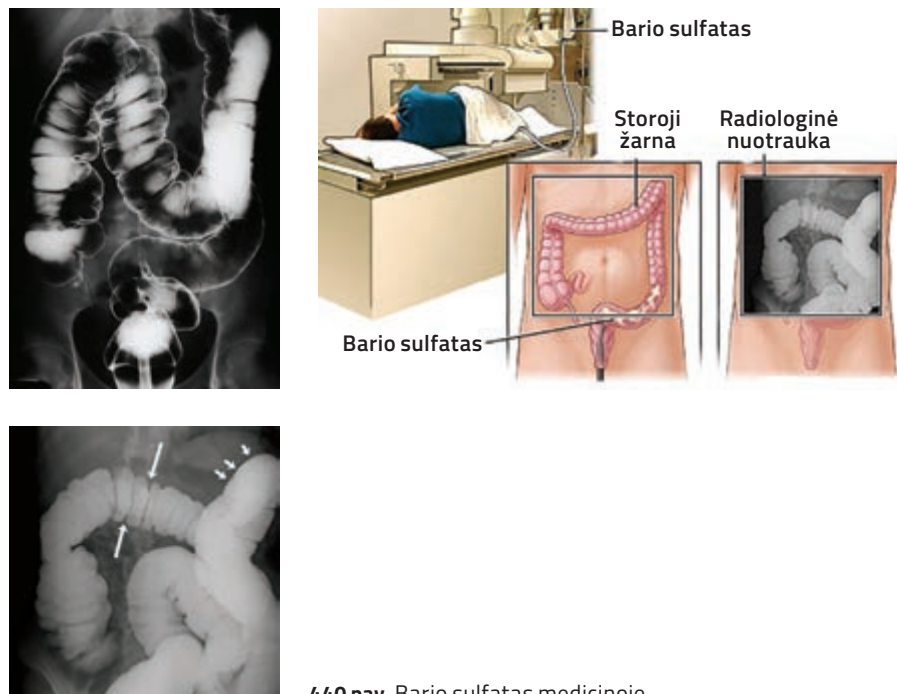 Bario sulfatas
Storoji
žarna
Radiologinė
nuotrauka
Bario sulfatas
440 pav. Bario sulfatas medicinoje